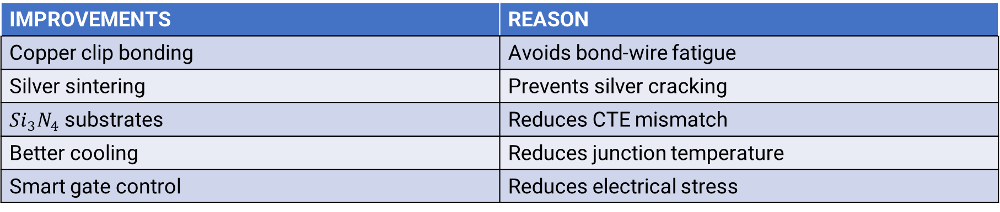 IMPROVEMENTS REASON
Copper clip bonding Avoids bond-wire fatigue
Silver sintering Prevents silver cracking
Si₃N₄ substrates Reduces CTE mismatch
Better cooling Reduces junction temperature
Smart gate control Reduces electrical stress